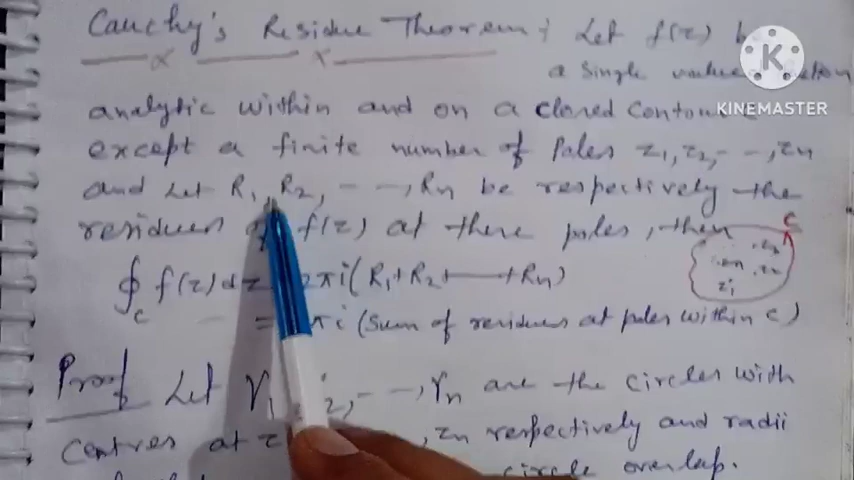 Cauchy's Residue Theorem : Let f(z) be
a single valued
KINEMASTER
analytic within and on a closed contour
except a finite number of Poles z1, z2, - - -, zn
and Let R1, R2, - - -, Rn be respectively the
residues of f(z) at these poles, then
c
∮c f(z)dz 2πi(R1+R2+——+Rn)
z1
= πi (Sum of residues at poles within c)
Proof Let γ1 2, - - -, γn are the circles with
centres at z , zn respectively and radii
circle overlap.